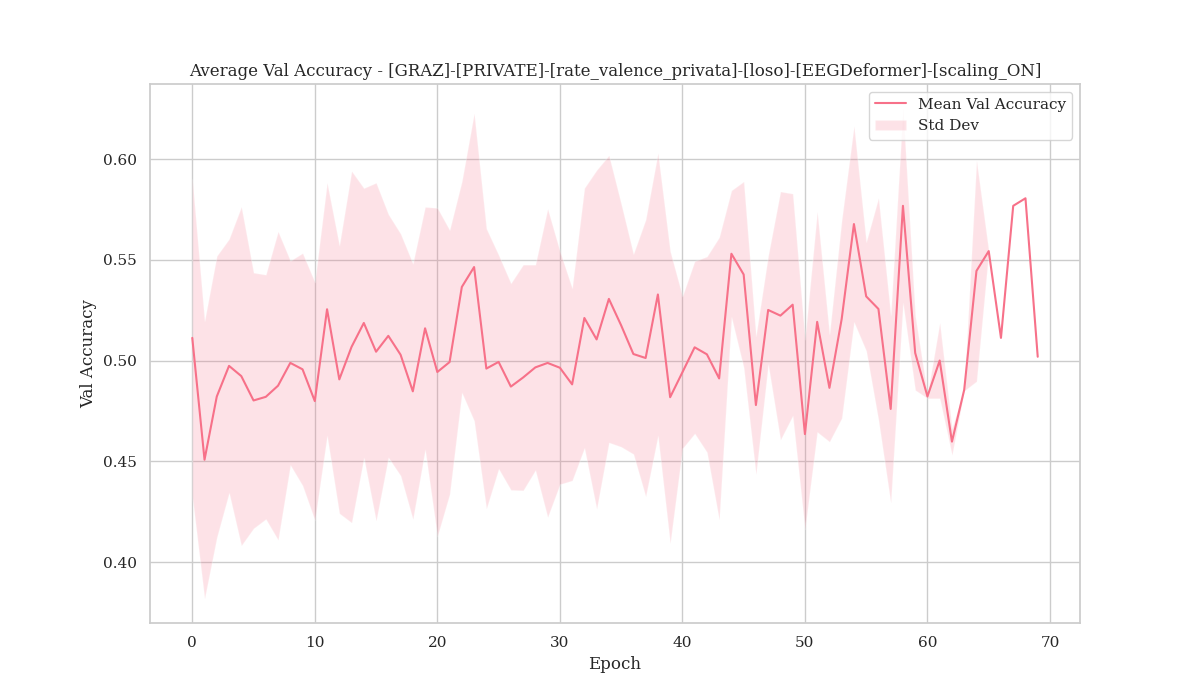 Average Val Accuracy - [GRAZ]-[PRIVATE]-[rate_valence_privata]-[loso]-[EEGDeformer]-[scaling_ON]
Mean Val Accuracy
Std Dev
Val Accuracy
0.60
0.55
0.50
0.45
0.40
0 10 20 30 40 50 60 70
Epoch